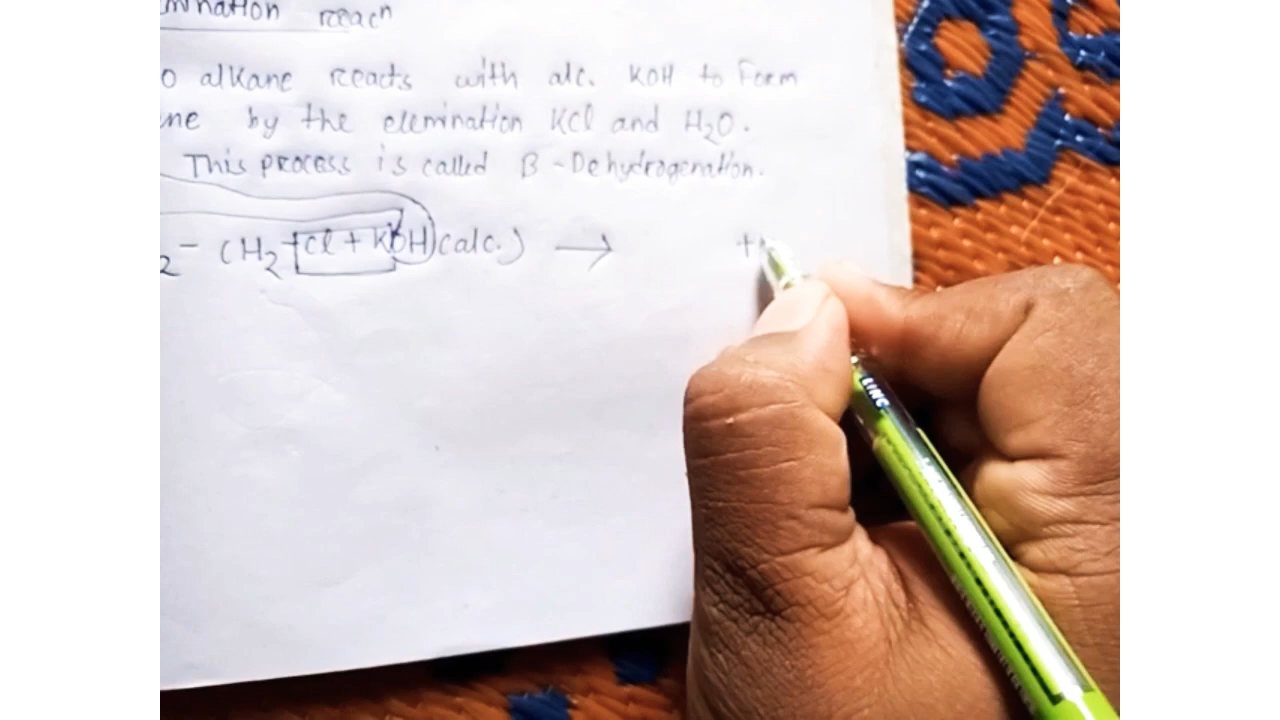 mination reacn
o alkane reacts with alc. KOH to Form
ne by the elemination KCl and H₂O.
This process is called β-Dehydrogenation.
₂ - CH₂ - Cl + KOH (alc.) → +
LINC